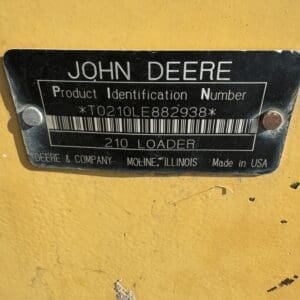 JOHN DEERE
Product Identification Number
*T0210LE882938*
210 LOADER
DEERE & COMPANY MOLINE, ILLINOIS Made in USA